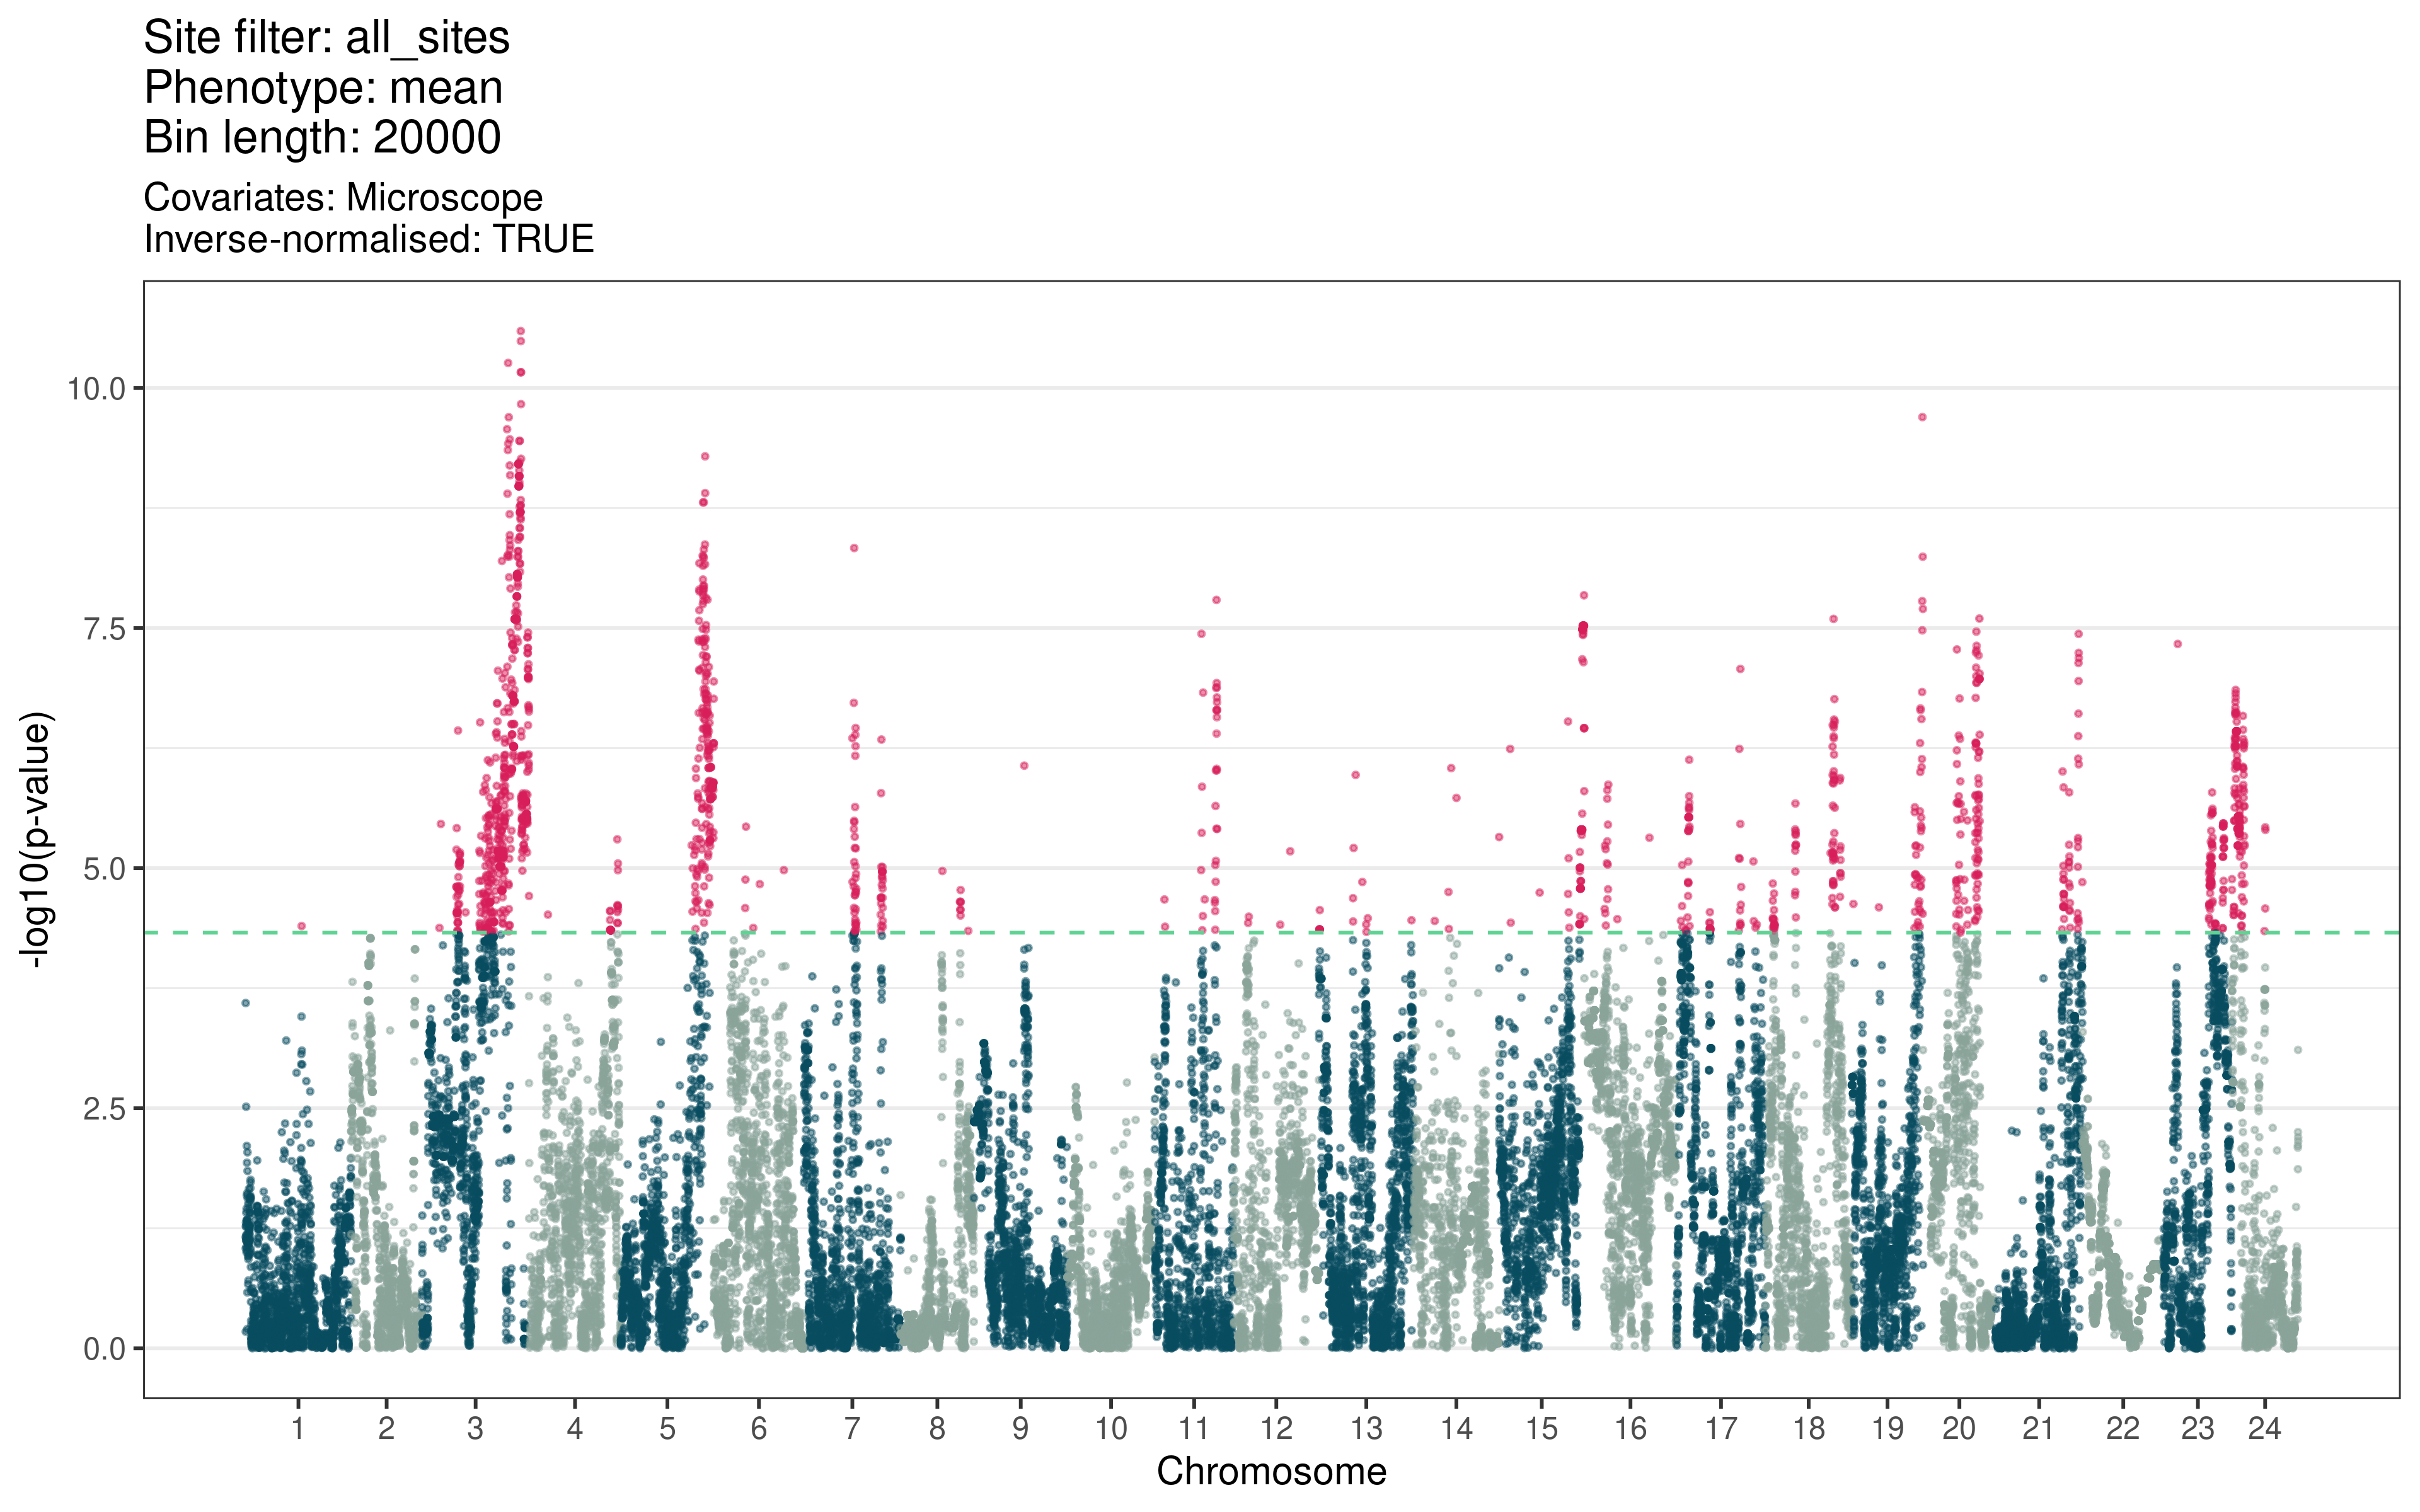 Site filter: all_sites
Phenotype: mean
Bin length: 20000
Covariates: Microscope
Inverse-normalised: TRUE
-log10(p-value)
10.0
7.5
5.0
2.5
0.0
1 2 3 4 5 6 7 8 9 10 11 12 13 14 15 16 17 18 19 20 21 22 23 24
Chromosome